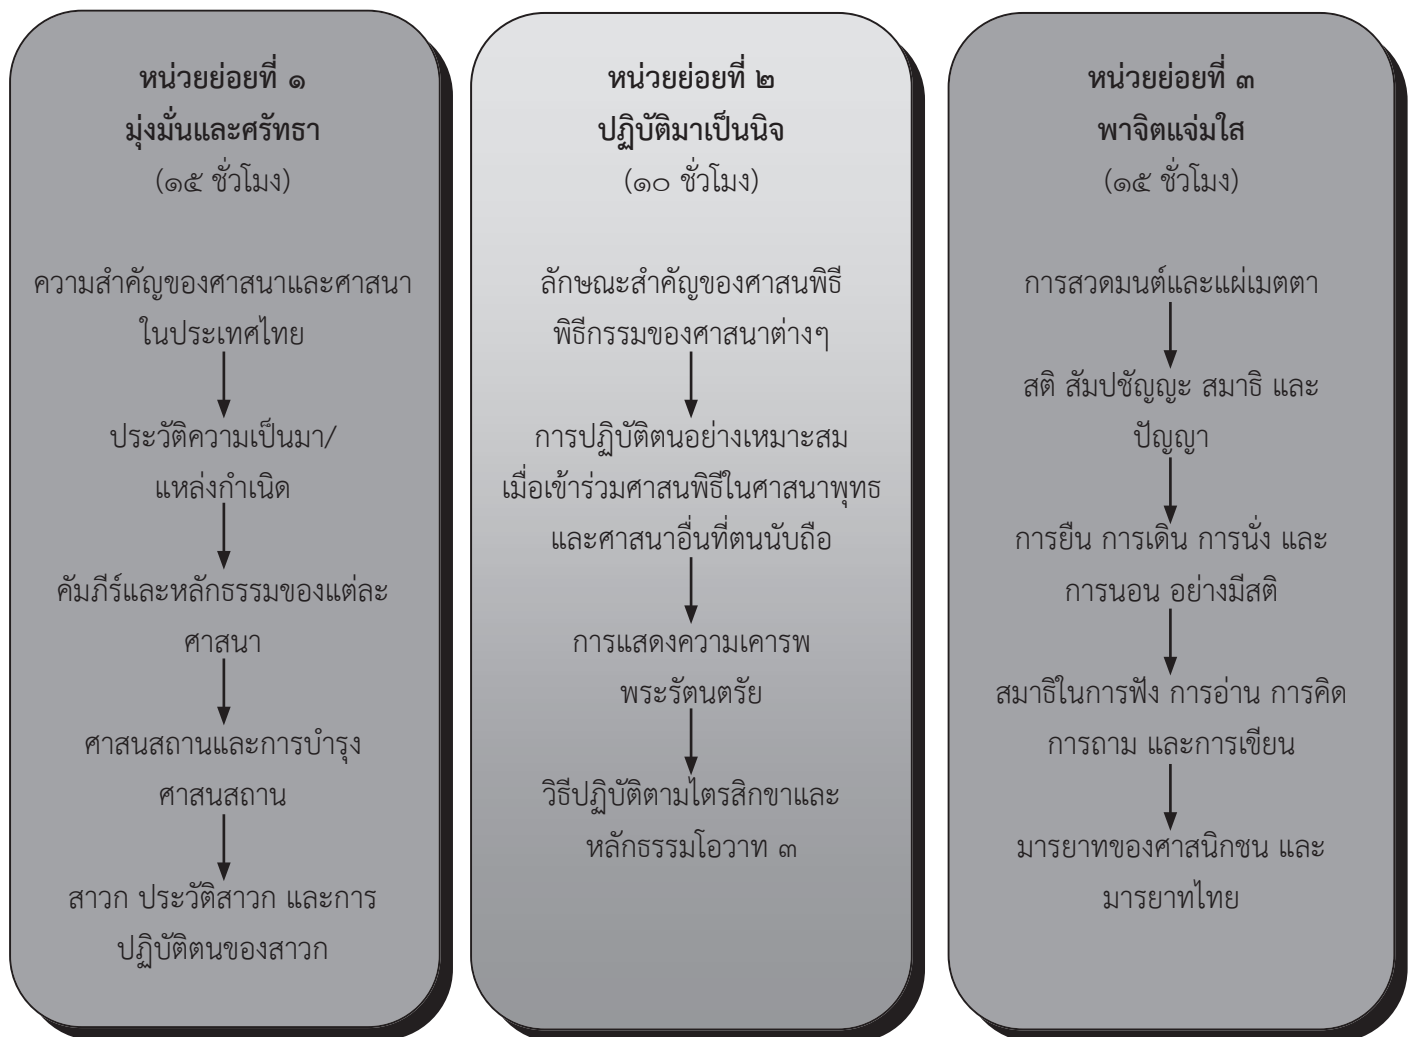 หน่วยย่อยที่ ๑
มุ่งมั่นและศรัทธา
(๑๕ ชั่วโมง)
ความสำคัญของศาสนาและศาสนา
ในประเทศไทย
ประวัติความเป็นมา/
แหล่งกำเนิด
คัมภีร์และหลักธรรมของแต่ละ
ศาสนา
ศาสนสถานและการบำรุง
ศาสนสถาน
สาวก ประวัติสาวก และการ
ปฏิบัติตนของสาวก
หน่วยย่อยที่ ๒
ปฏิบัติมาเป็นนิจ
(๑๐ ชั่วโมง)
ลักษณะสำคัญของศาสนพิธี
พิธีกรรมของศาสนาต่างๆ
การปฏิบัติตนอย่างเหมาะสม
เมื่อเข้าร่วมศาสนพิธีในศาสนาพุทธ
และศาสนาอื่นที่ตนนับถือ
การแสดงความเคารพ
พระรัตนตรัย
วิธีปฏิบัติตามไตรสิกขาและ
หลักธรรมโอวาท ๓
หน่วยย่อยที่ ๓
พาจิตแจ่มใส
(๑๕ ชั่วโมง)
การสวดมนต์และแผ่เมตตา
สติ สัมปชัญญะ สมาธิ และ
ปัญญา
การยืน การเดิน การนั่ง และ
การนอน อย่างมีสติ
สมาธิในการฟัง การอ่าน การคิด
การถาม และการเขียน
มารยาทของศาสนิกชน และ
มารยาทไทย